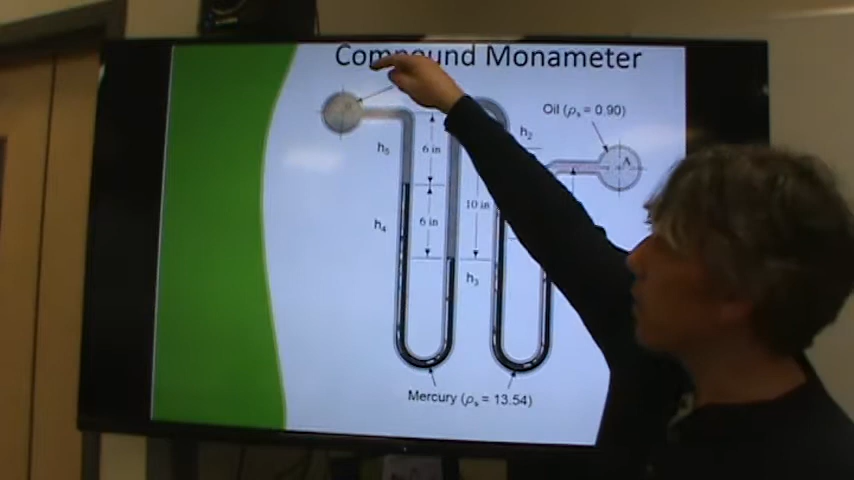 Compound Monameter
Oil (ρs = 0.90)
h2
A
h5
6 in
10 in
h4
6 in
h3
Mercury (ρs = 13.54)